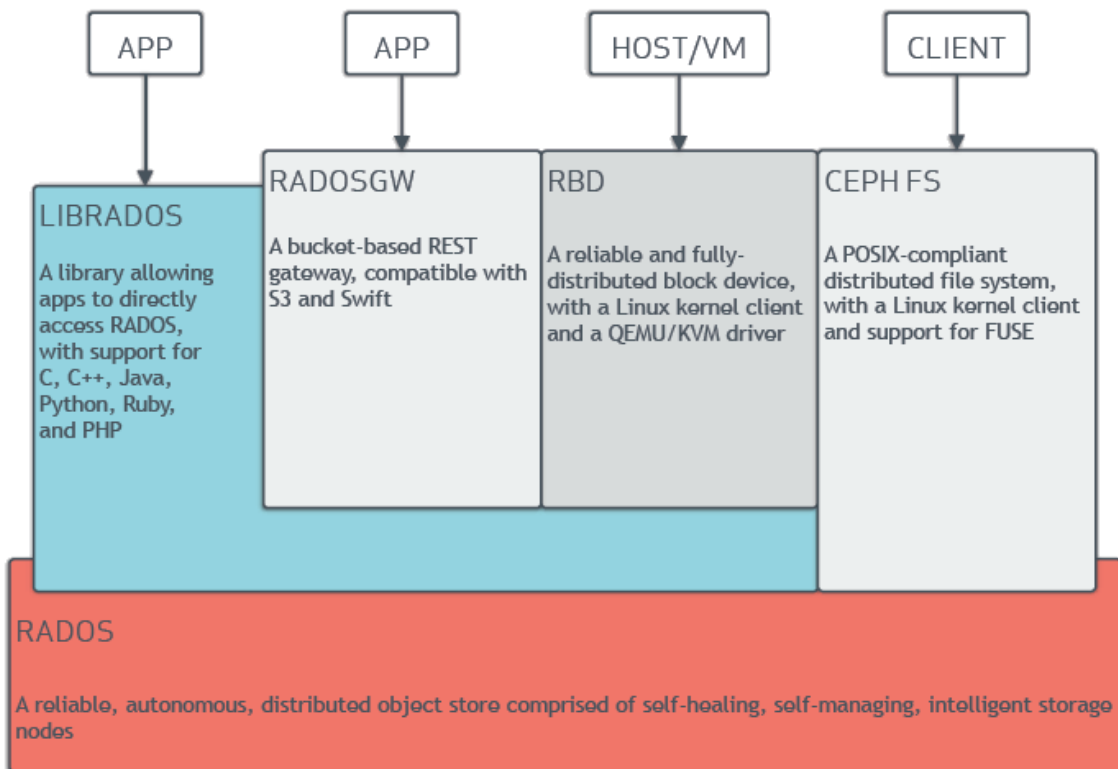 APP
APP
HOST/VM
CLIENT
LIBRADOS
A library allowing
apps to directly
access RADOS,
with support for
C, C++, Java,
Python, Ruby,
and PHP
RADOSGW
A bucket-based REST
gateway, compatible with
S3 and Swift
RBD
A reliable and fully-
distributed block device,
with a Linux kernel client
and a QEMU/KVM driver
CEPH FS
A POSIX-compliant
distributed file system,
with a Linux kernel client
and support for FUSE
RADOS
A reliable, autonomous, distributed object store comprised of self-healing, self-managing, intelligent storage
nodes